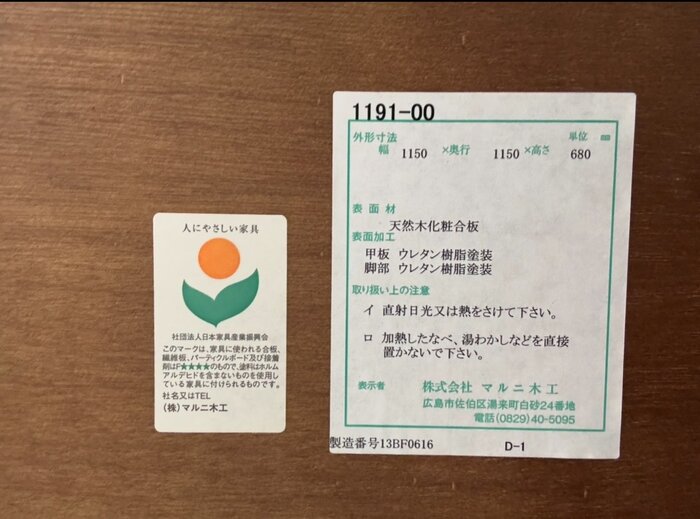 人にやさしい家具
社団法人日本家具産業振興会
このマークは、家具に使われる合板、
繊維板、パーティクルボード及び接着
剤はF★★★★のもので、塗料はホルム
アルデヒドを含まないものを使用し
ている家具に付けられるものです。
社名又はTEL
(株)マルニ木工
1191-00
外形寸法 単位 ㎜
幅 1150 ×奥行 1150 ×高さ 680
表面材
天然木化粧合板
表面加工
甲板 ウレタン樹脂塗装
脚部 ウレタン樹脂塗装
取り扱い上の注意
イ 直射日光又は熱をさけて下さい。
ロ 加熱したなべ、湯わかしなどを直接
置かないで下さい。
表示者 株式会社 マルニ木工
広島市佐伯区湯来町白砂24番地
電話(0829)40-5095
製造番号13BF0616 D-1